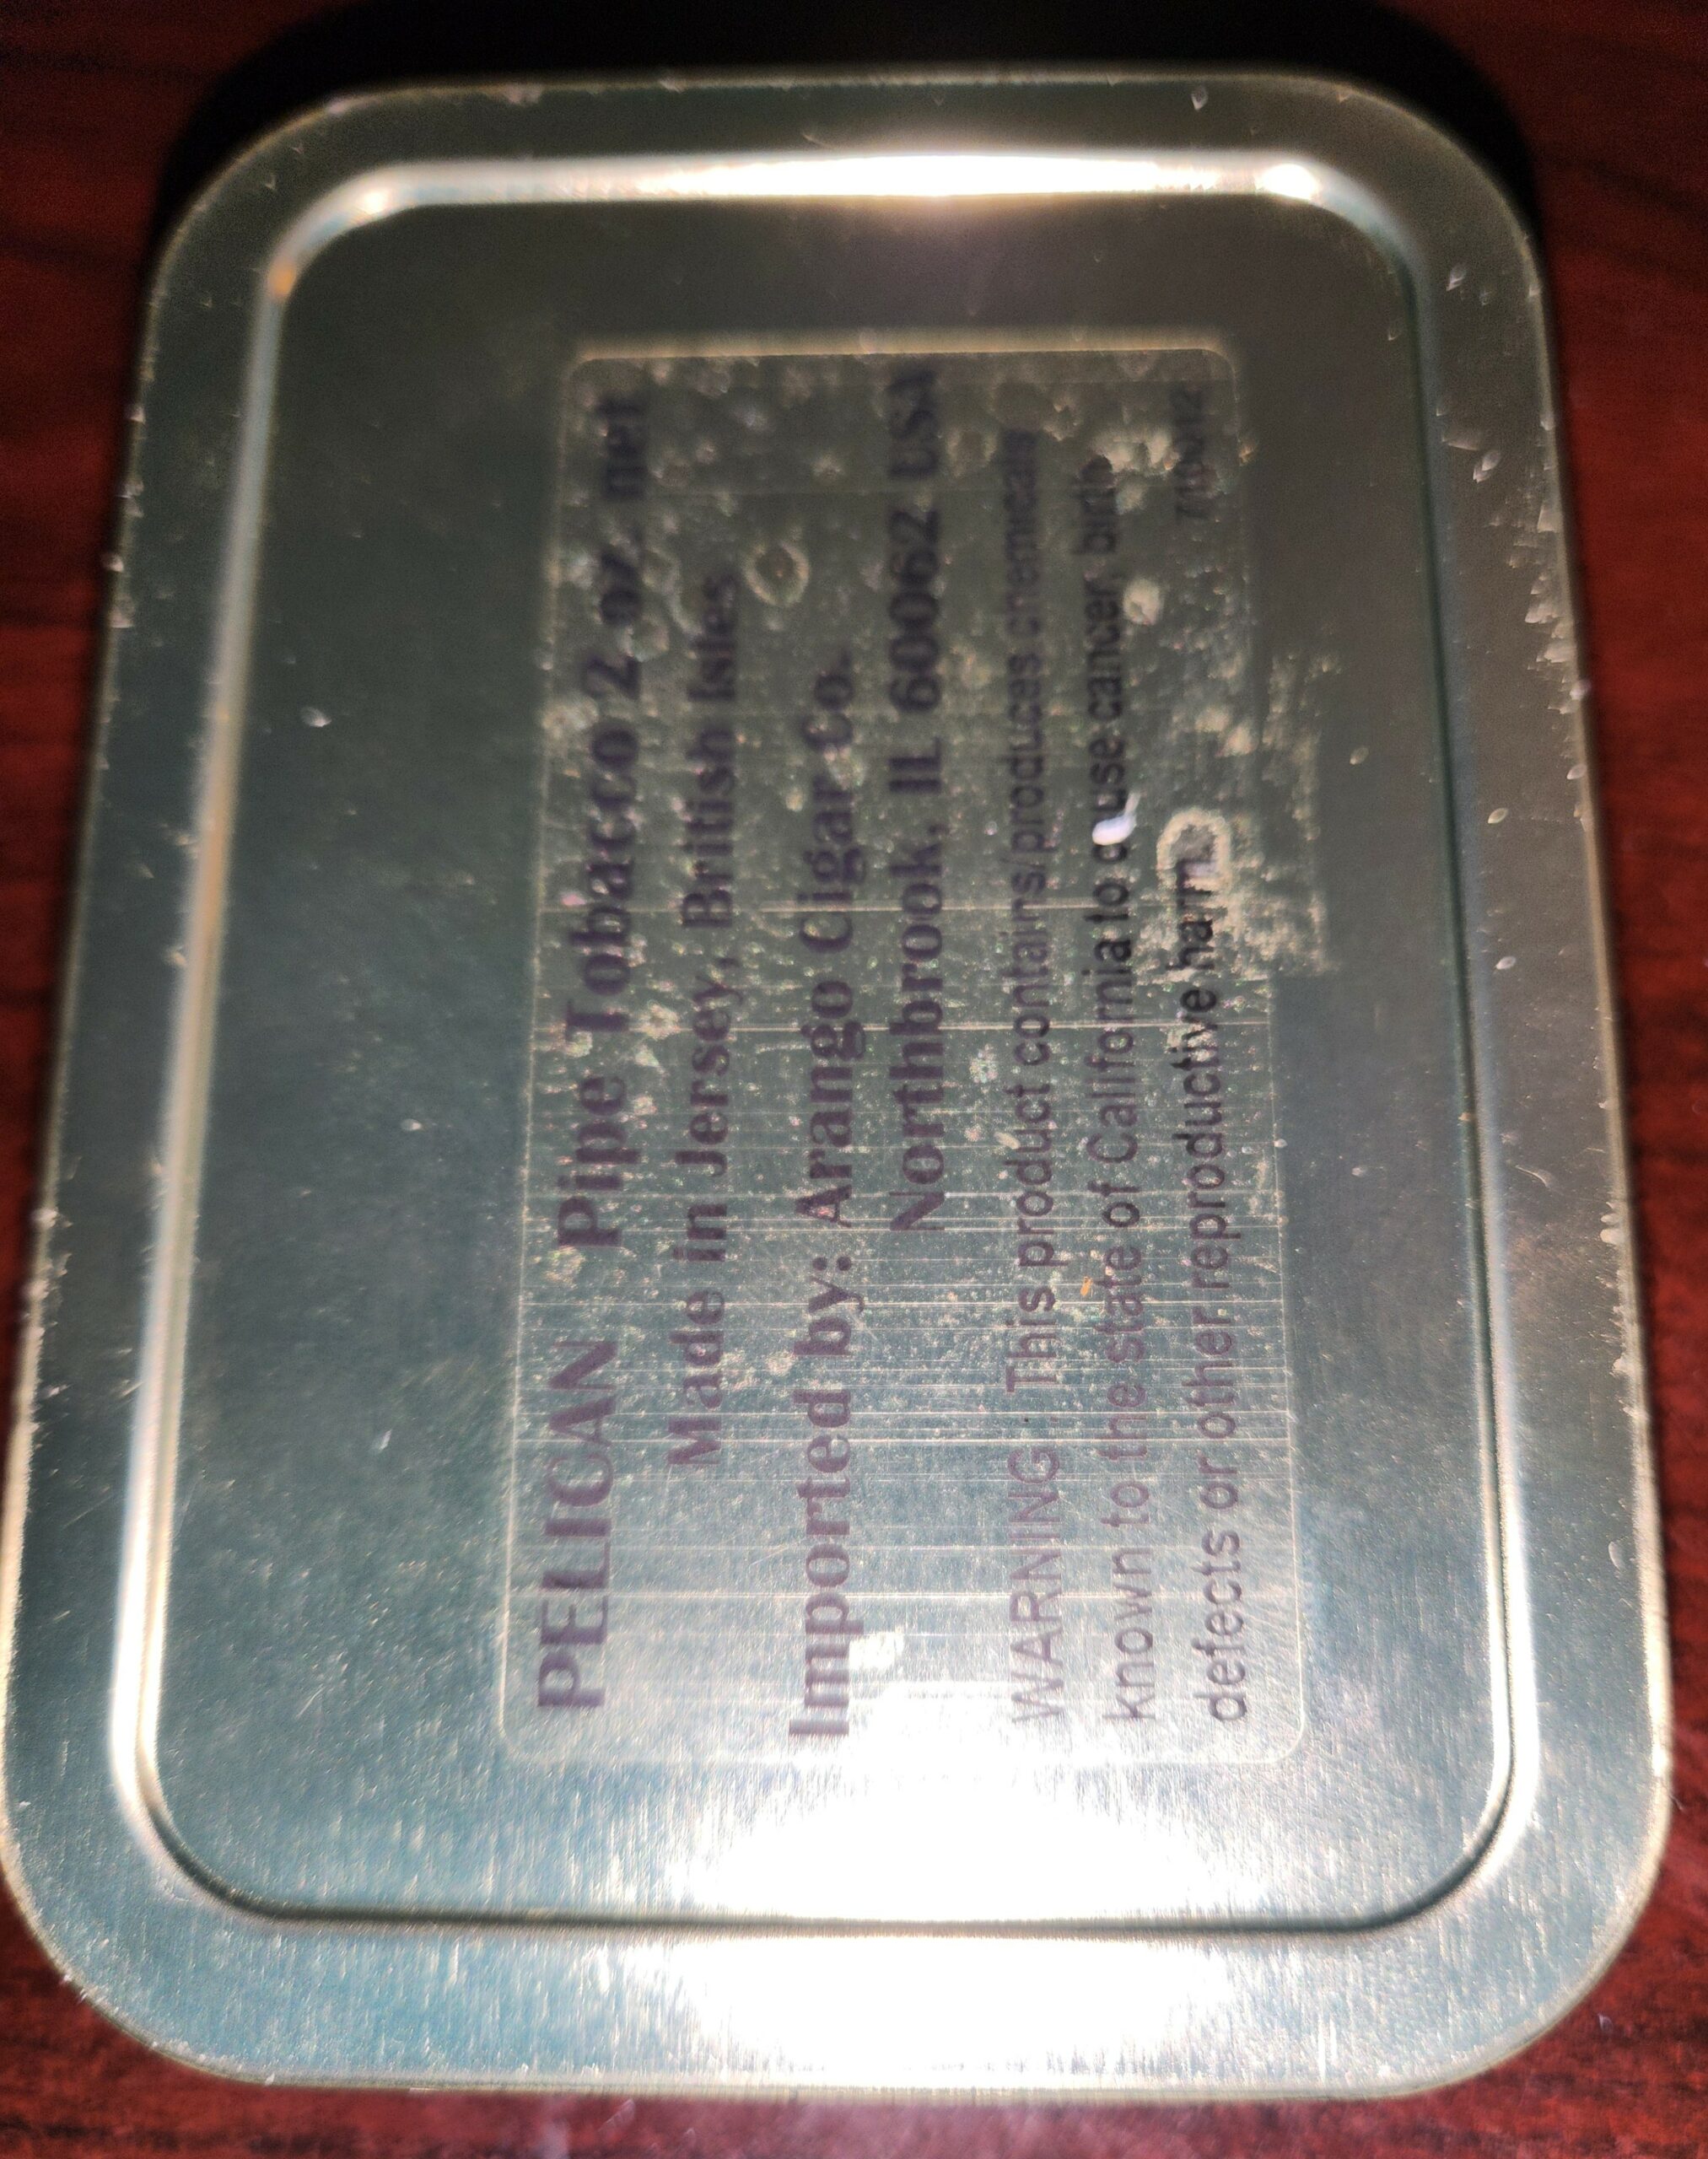 PELICAN Pipe Tobacco 2 oz. net
Made in Jersey, British Isles
Imported by: Arango Cigar Co.
Northbrook, IL 60062 USA
WARNING: This product contains/produces chemicals
known to the state of California to cause cancer, birth
defects or other reproductive harm.